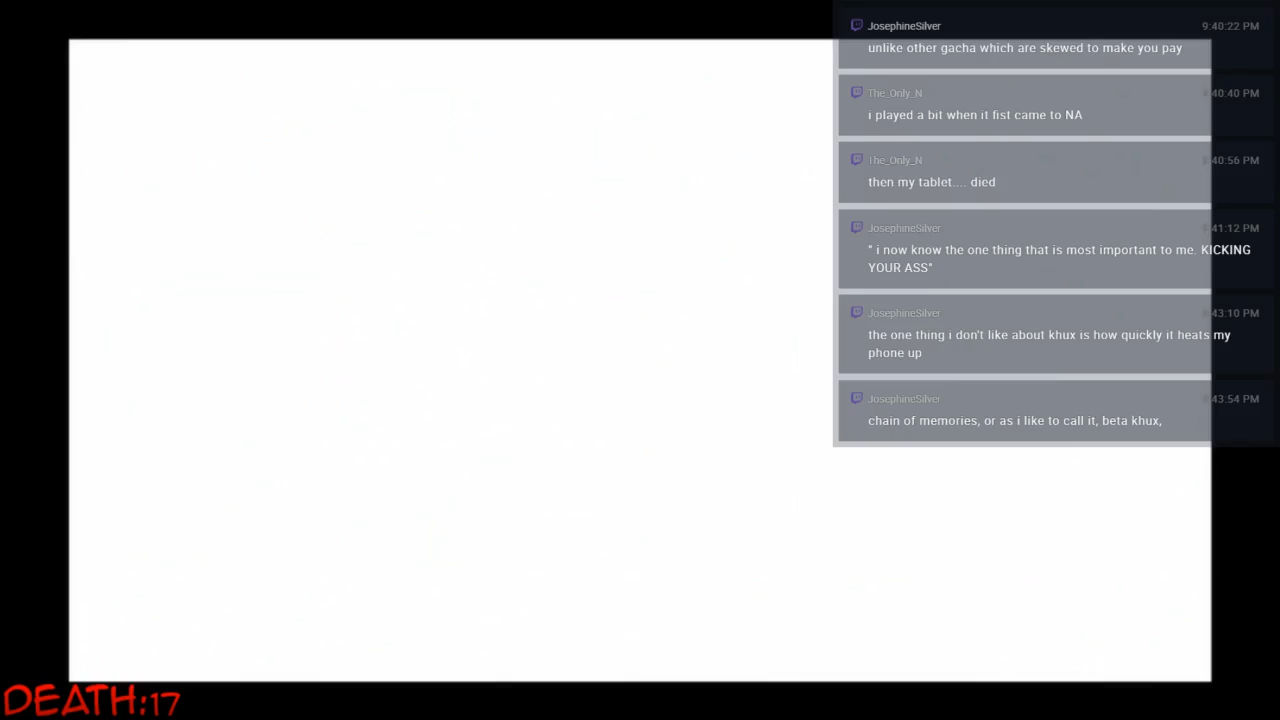 JosephineSilver 9:40:22 PM
unlike other gacha which are skewed to make you pay
The_Only_N :40:40 PM
i played a bit when it fist came to NA
The_Only_N :40:56 PM
then my tablet.... died
JosephineSilver :41:12 PM
" i now know the one thing that is most important to me. KICKING
YOUR ASS"
JosephineSilver :43:10 PM
the one thing i don't like about khux is how quickly it heats my
phone up
JosephineSilver :43:54 PM
chain of memories, or as i like to call it, beta khux,
DEATH:17